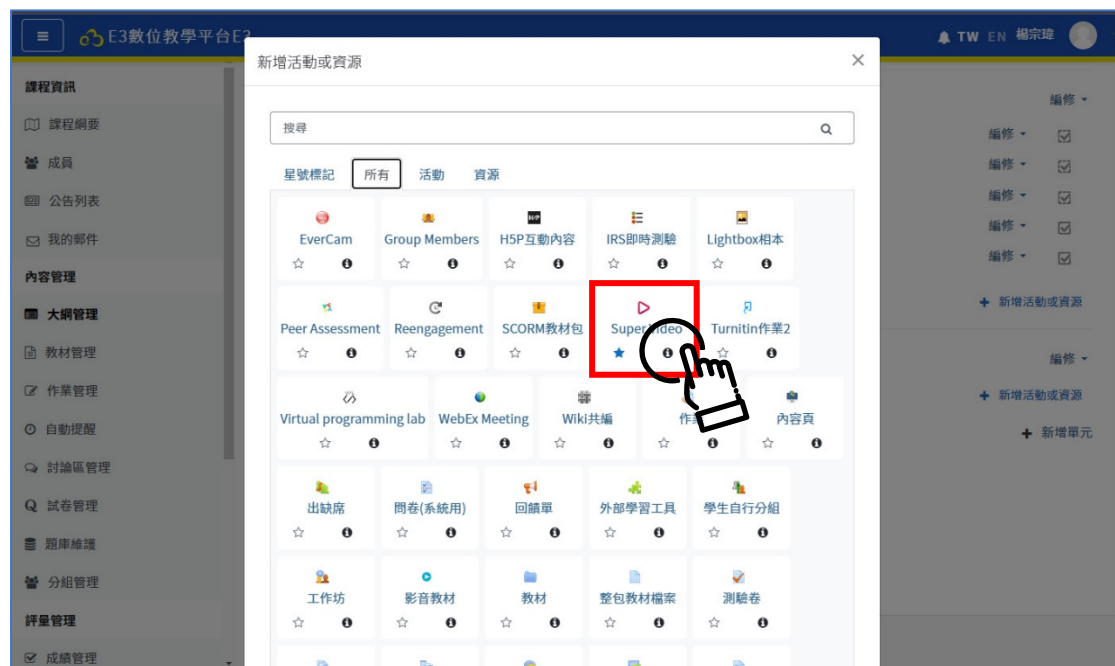 E3數位教學平台E3
TW EN 楊宗瑋
課程資訊
課程綱要
成員
公告列表
我的郵件
內容管理
大綱管理
教材管理
作業管理
自動提醒
討論區管理
試卷管理
題庫維護
分組管理
評量管理
成績管理
新增活動或資源
搜尋
星號標記 所有 活動 資源
EverCam Group Members H5P互動內容 IRS即時測驗 Lightbox相本
Peer Assessment Reengagement SCORM教材包 Super Video Turnitin作業2
Virtual programming lab WebEx Meeting Wiki共編 作業 內容頁
出缺席 問卷(系統用) 回饋單 外部學習工具 學生自行分組
工作坊 影音教材 教材 整包教材檔案 測驗卷
編修
編修
編修
編修
編修
編修
新增活動或資源
編修
新增活動或資源
新增單元